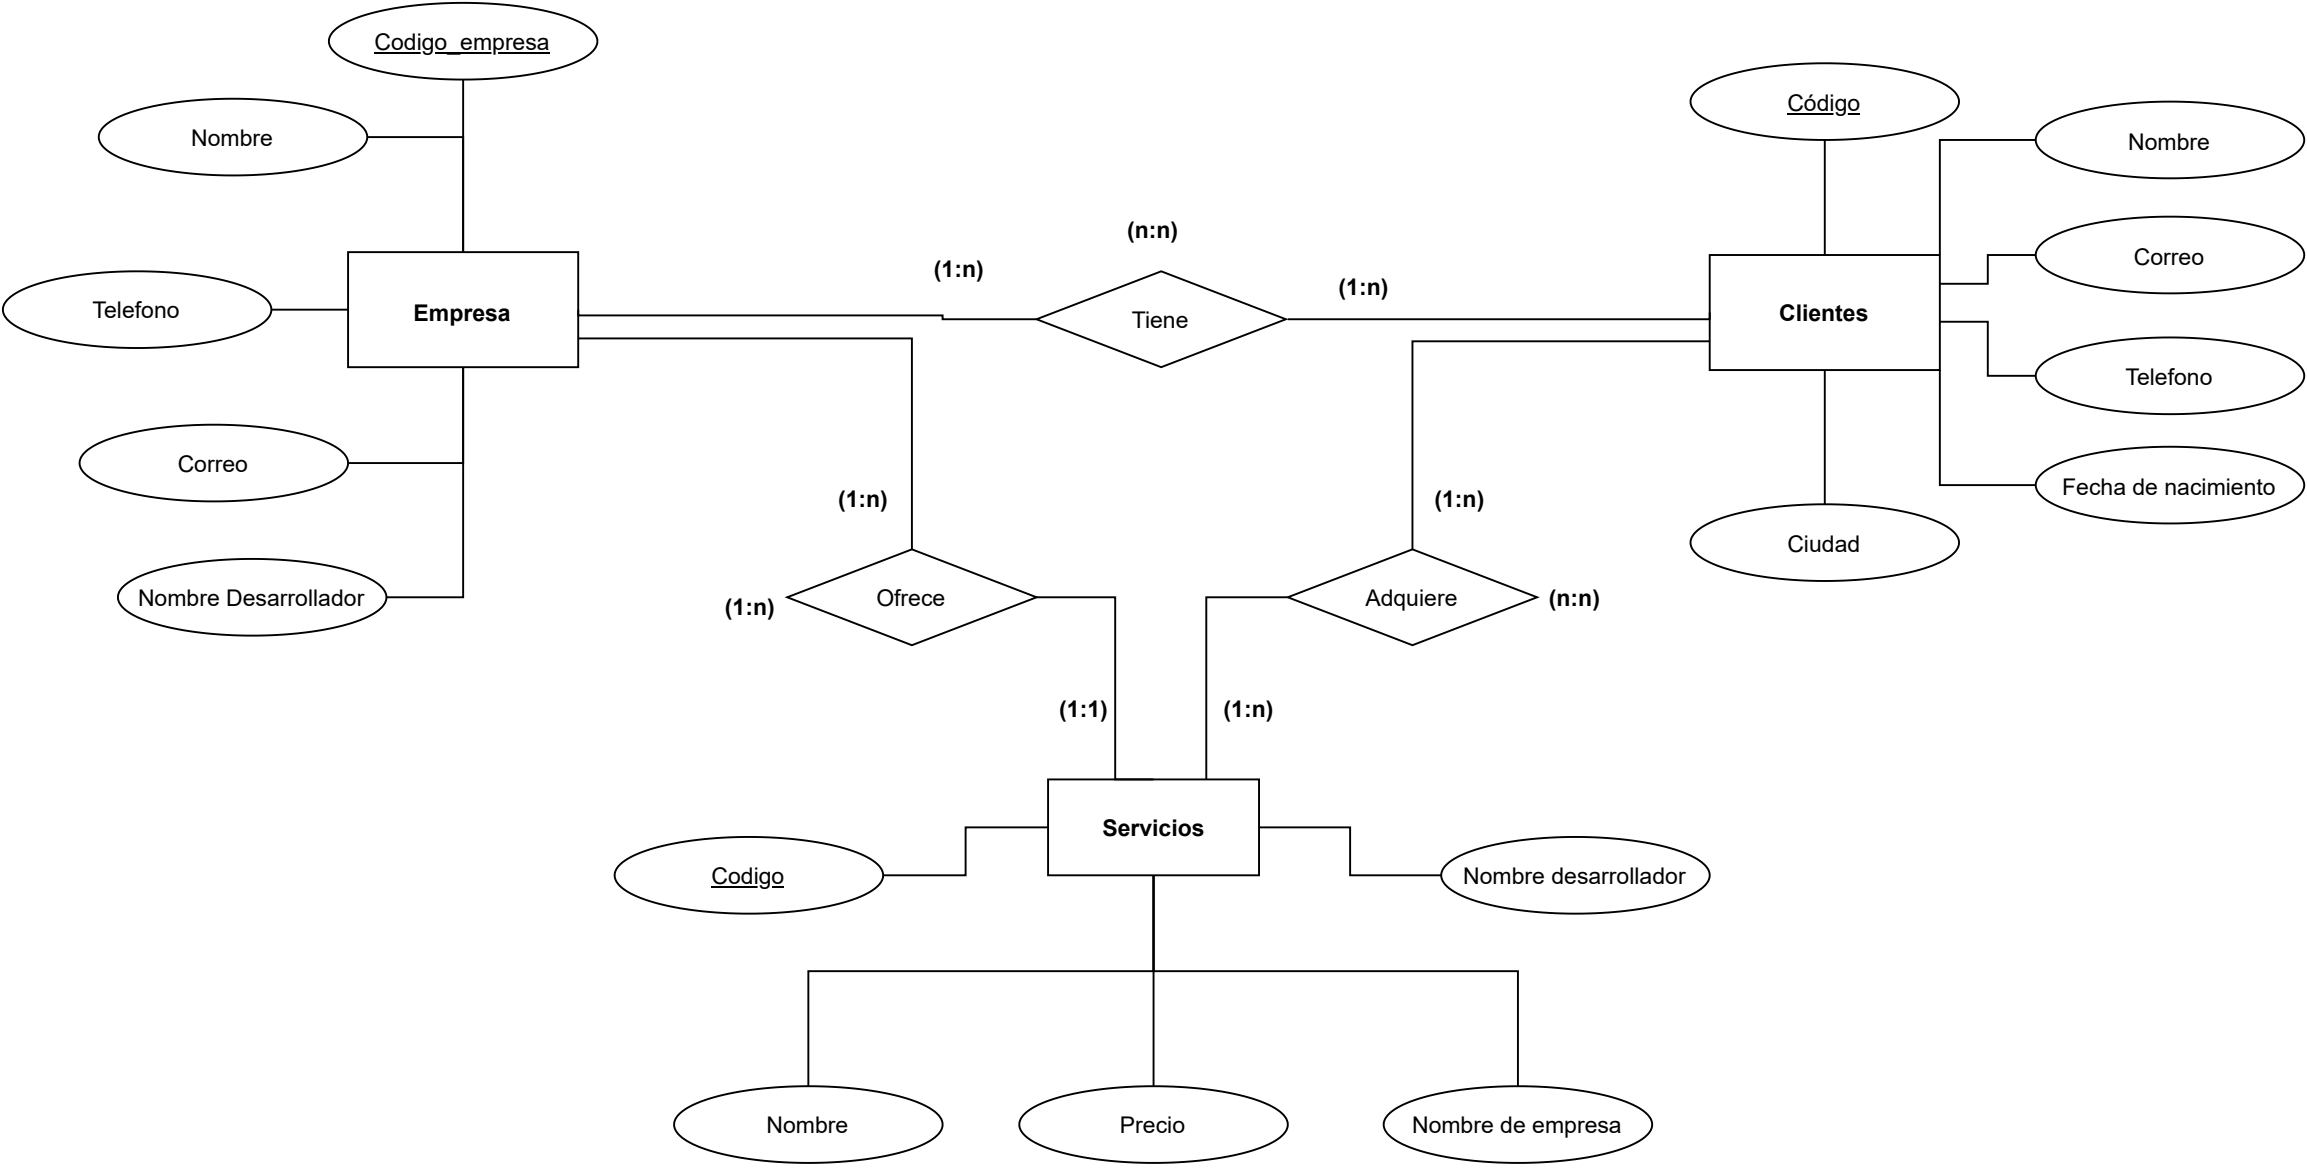 Codigo_empresa
Nombre
Telefono
Empresa
Correo
Nombre Desarrollador
(n:n)
(1:n)
(1:n)
Tiene
Código
Nombre
Correo
Clientes
Telefono
Fecha de nacimiento
Ciudad
(1:n)
(1:n)
(1:n)
Ofrece
Adquiere
(n:n)
(1:1)
(1:n)
Servicios
Codigo
Nombre desarrollador
Nombre
Precio
Nombre de empresa